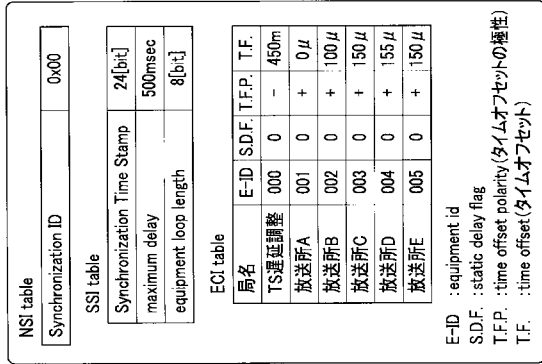 NSI table
Synchronization ID 0x00
SSI table
Synchronization Time Stamp 24[bit]
maximum delay 500msec
equipment loop length 8[bit]
ECI table
局名 E-ID S.D.F. T.F.P. T.F.
TS遅延調整 000 0 - 450m
放送所A 001 0 + 0μ
放送所B 002 0 + 100μ
放送所C 003 0 + 150μ
放送所D 004 0 + 155μ
放送所E 005 0 + 150μ
E-ID :equipment id
S.D.F. :static delay flag
T.F.P. :time offset polarity(タイムオフセットの極性)
T.F. :time offset(タイムオフセット)